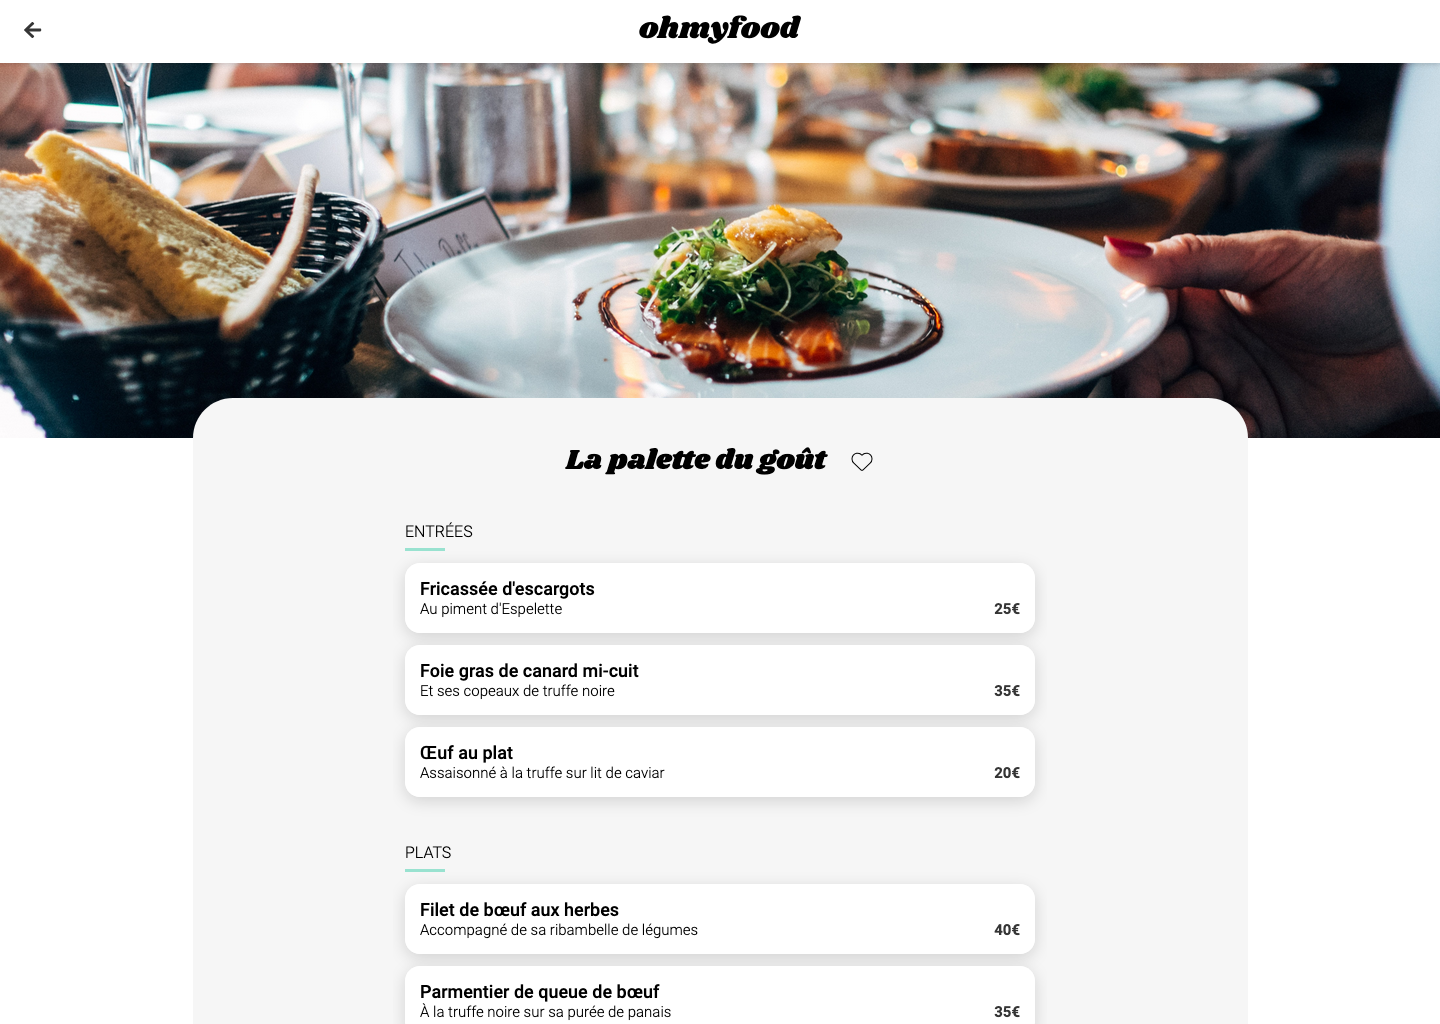 ohmyfood
La palette du goût
ENTRÉES
Fricassée d'escargots
Au piment d'Espelette
25€
Foie gras de canard mi-cuit
Et ses copeaux de truffe noire
35€
Œuf au plat
Assaisonné à la truffe sur lit de caviar
20€
PLATS
Filet de bœuf aux herbes
Accompagné de sa ribambelle de légumes
40€
Parmentier de queue de bœuf
À la truffe noire sur sa purée de panais
35€